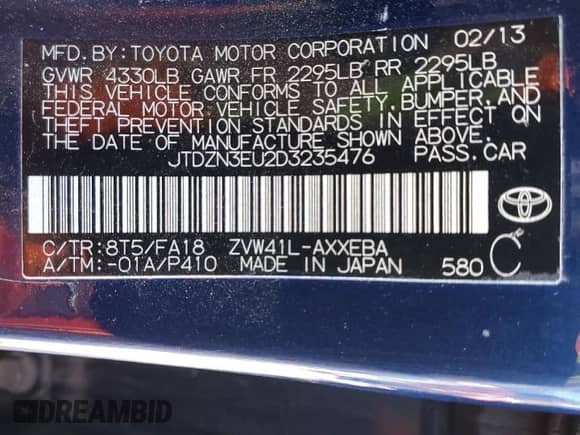 MFD. BY: TOYOTA MOTOR CORPORATION 02/13
GVWR 4330LB GAWR FR 2295LB RR 2295LB
THIS VEHICLE CONFORMS TO ALL APPLICABLE
FEDERAL MOTOR VEHICLE SAFETY, BUMPER, AND
THEFT PREVENTION STANDARDS IN EFFECT ON
THE DATE OF MANUFACTURE SHOWN ABOVE.
JTDZN3EU2D3235476 PASS. CAR
C/TR: 8T5/FA18 ZVW41L-AXXEBA
A/TM: -01A/P410 MADE IN JAPAN 580 C
DREAMBID